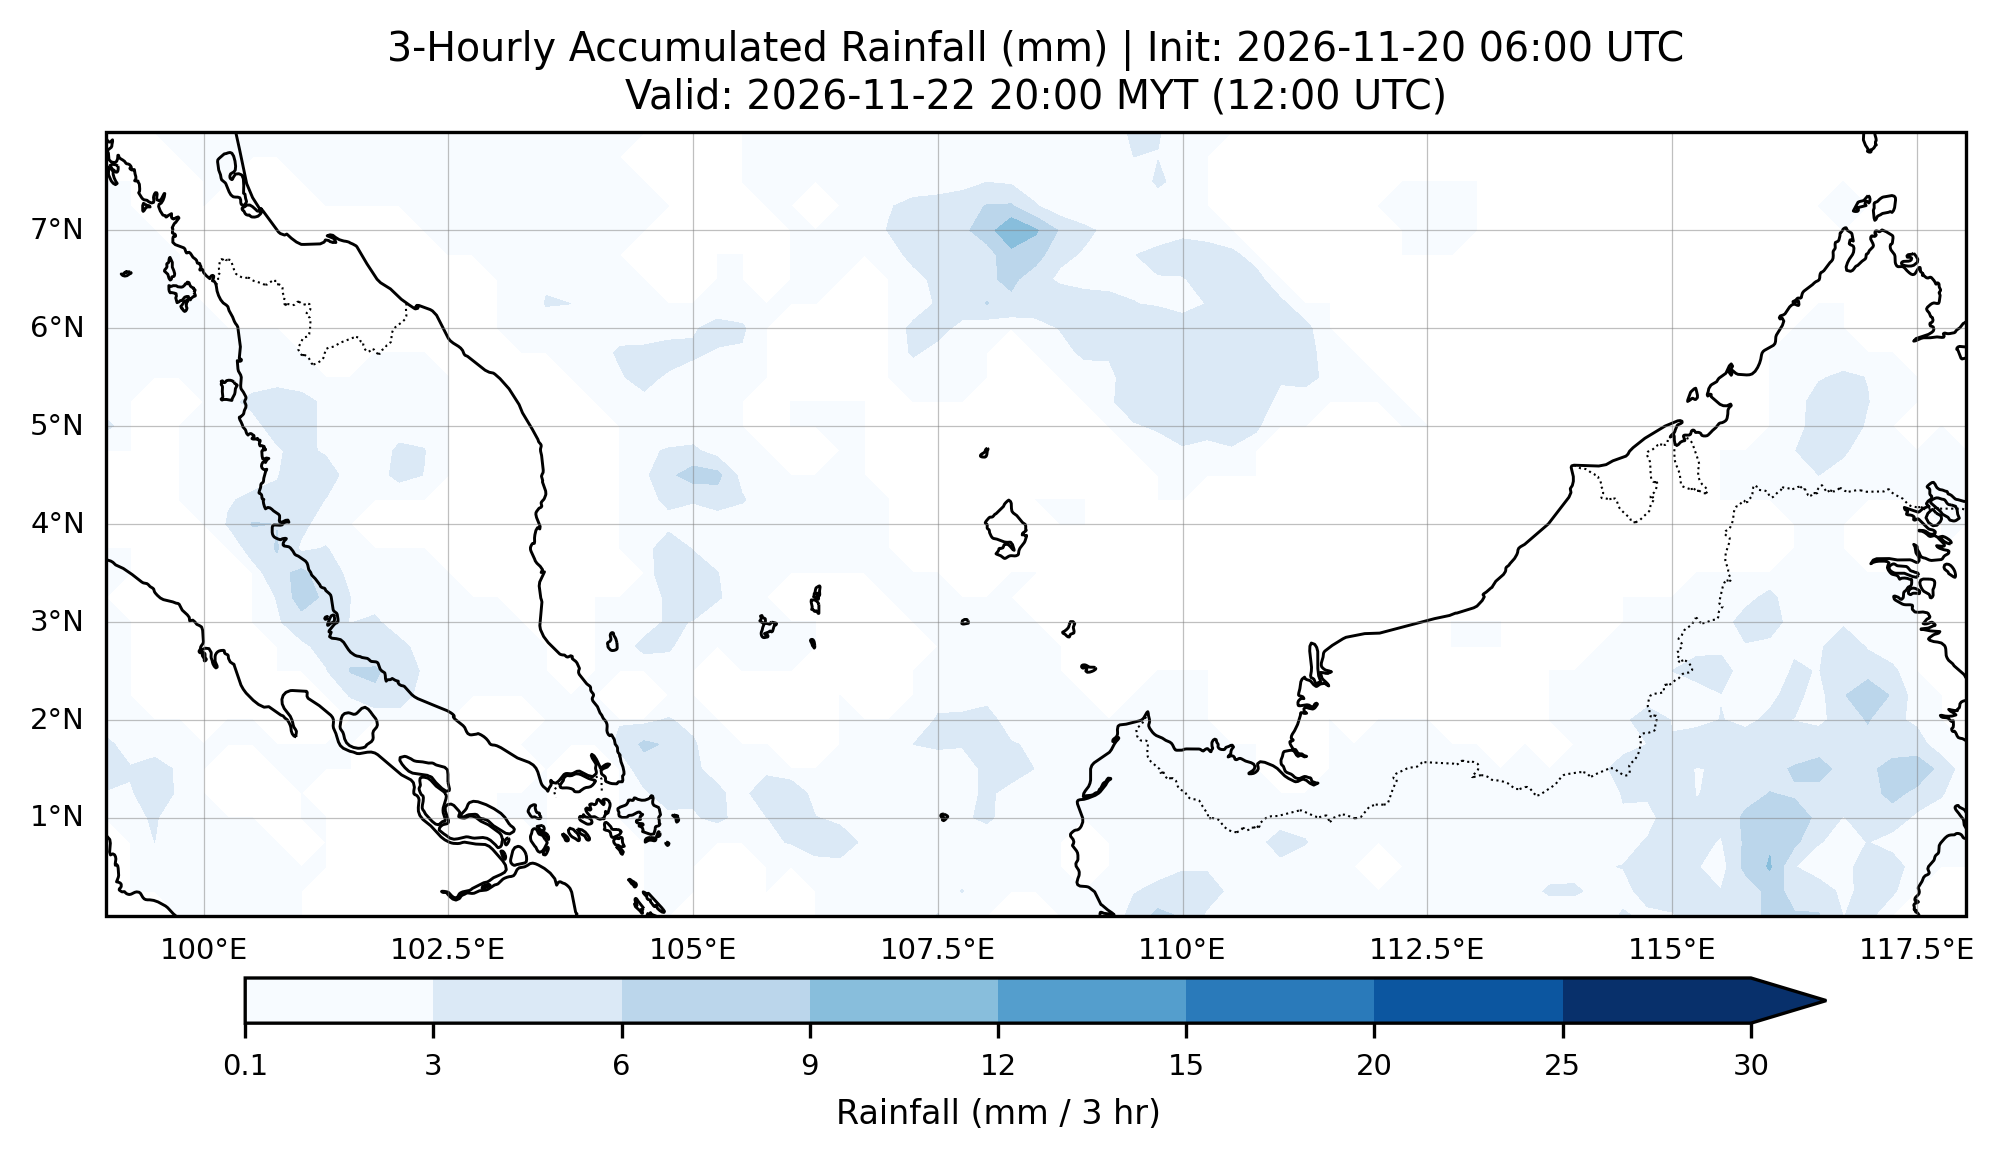 3-Hourly Accumulated Rainfall (mm) | Init: 2026-11-20 06:00 UTC
Valid: 2026-11-22 20:00 MYT (12:00 UTC)
7°N
6°N
5°N
4°N
3°N
2°N
1°N
100°E 102.5°E 105°E 107.5°E 110°E 112.5°E 115°E 117.5°E
0.1 3 6 9 12 15 20 25 30
Rainfall (mm / 3 hr)